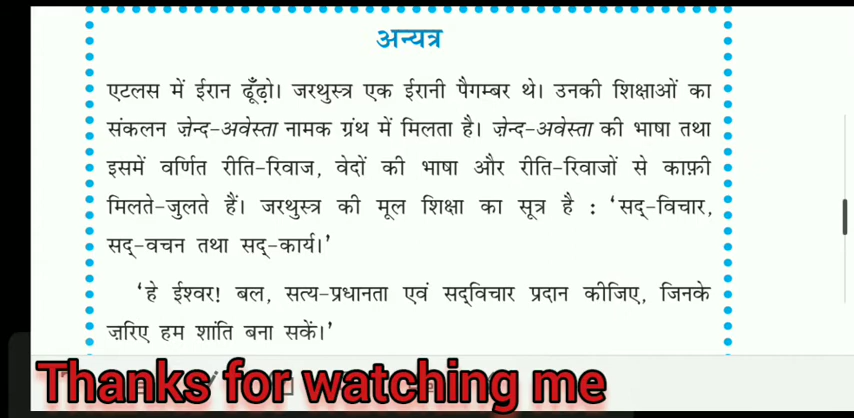 अन्यत्र
एटलस में ईरान ढूँढ़ो। जरथुस्त्र एक ईरानी पैगम्बर थे। उनकी शिक्षाओं का
संकलन ज़ेन्द-अवेस्ता नामक ग्रंथ में मिलता है। ज़ेन्द-अवेस्ता की भाषा तथा
इसमें वर्णित रीति-रिवाज, वेदों की भाषा और रीति-रिवाजों से काफ़ी
मिलते-जुलते हैं। जरथुस्त्र की मूल शिक्षा का सूत्र है : 'सद्-विचार,
सद्-वचन तथा सद्-कार्य।'
'हे ईश्वर! बल, सत्य-प्रधानता एवं सद्विचार प्रदान कीजिए, जिनके
ज़रिए हम शांति बना सकें।'
Thanks for watching me